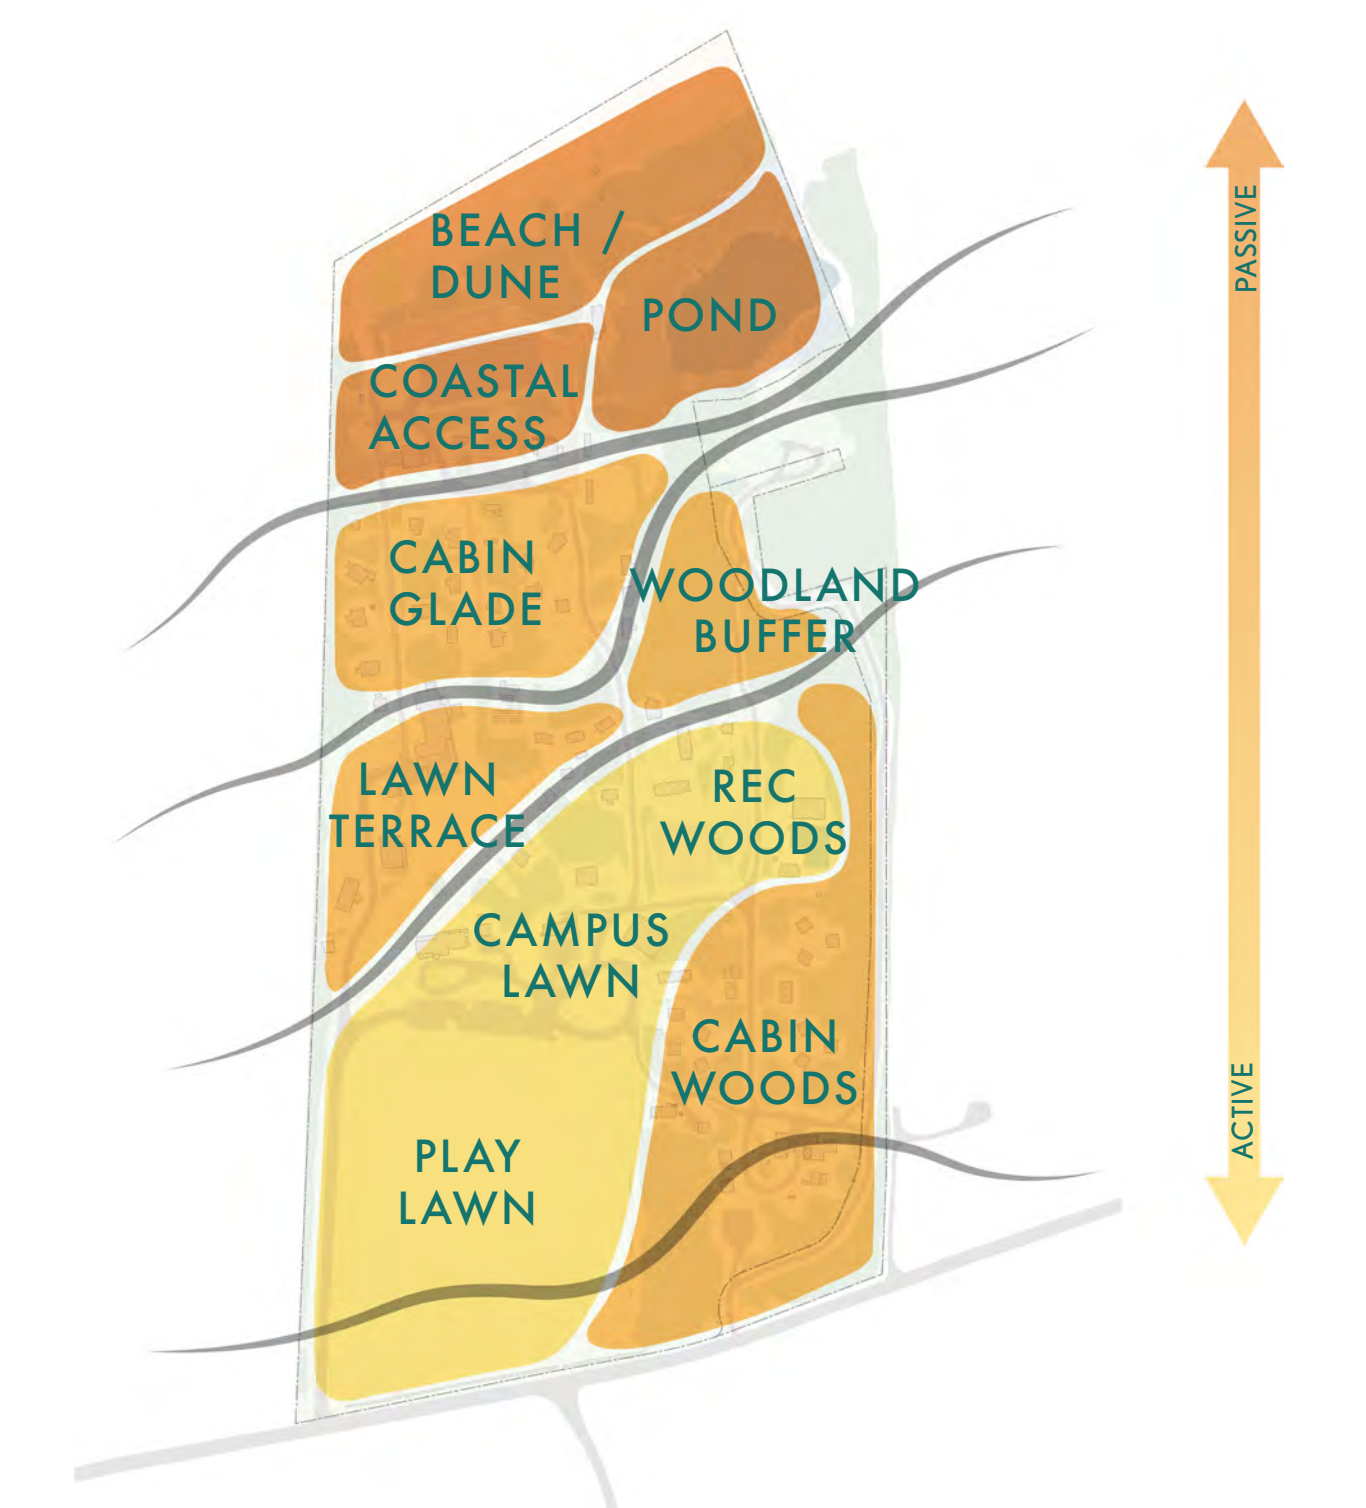 BEACH /
DUNE
POND
COASTAL
ACCESS
CABIN
GLADE
WOODLAND
BUFFER
LAWN
TERRACE
REC
WOODS
CAMPUS
LAWN
CABIN
WOODS
PLAY
LAWN
PASSIVE
ACTIVE